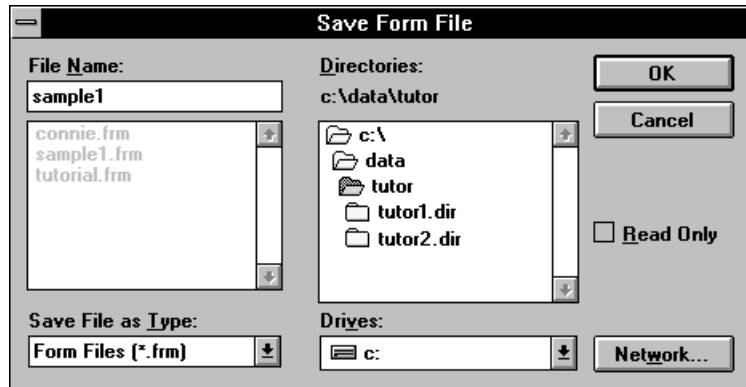 Save Form File
File Name:
sample1
connie.frm
sample1.frm
tutorial.frm
Save File as Type:
Form Files (*.frm)
Directories:
c:\data\tutor
c:\
data
tutor
tutor1.dir
tutor2.dir
Drives:
c:
OK
Cancel
Read Only
Network...